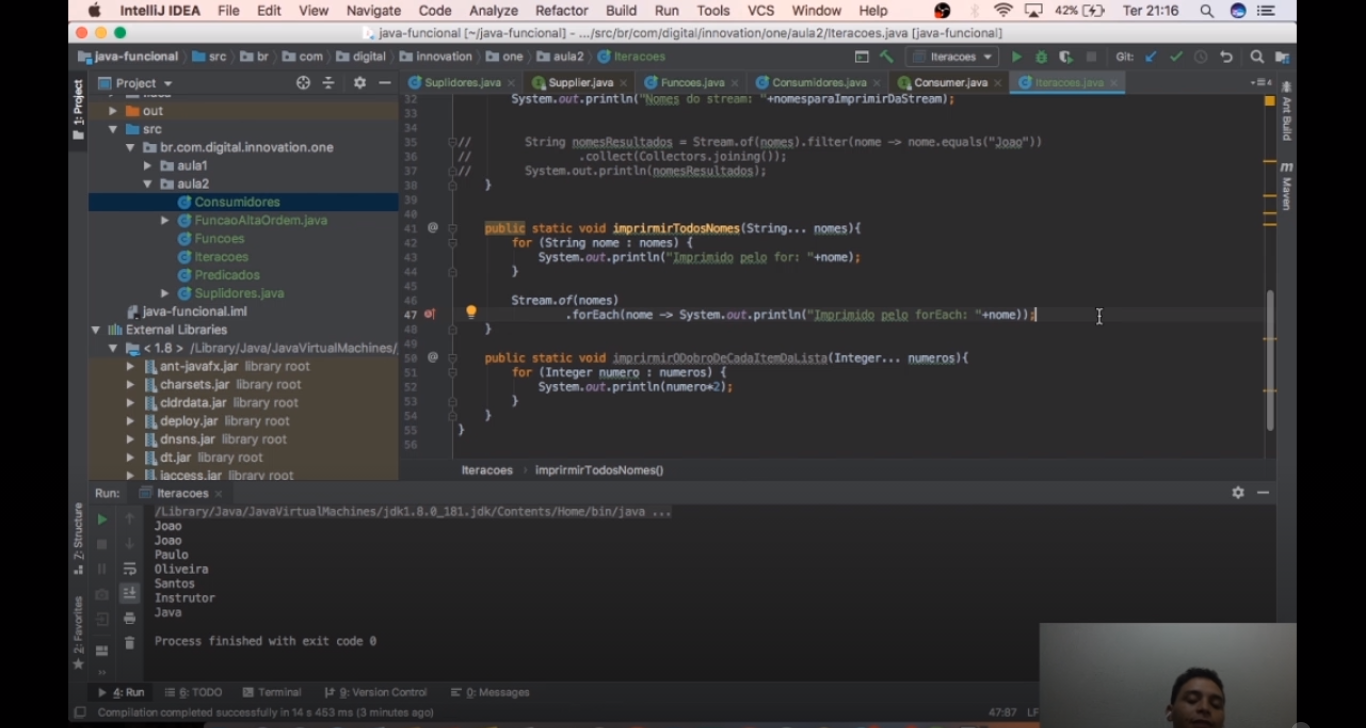 IntelliJ IDEA File Edit View Navigate Code Analyze Refactor Build Run Tools VCS Window Help 42% Ter 21:16
java-funcional [~/java-funcional] - .../src/br/com/digital/innovation/one/aula2/Iteracoes.java [java-funcional]
java-funcional src br com digital innovation one aula2 Iteracoes Iteracoes Git:
Project Suplidores.java Supplier.java Funcoes.java Consumidores.java Consumer.java Iteracoes.java
1: Project
Ant Build
Maven
out
src
br.com.digital.innovation.one
aula1
aula2
Consumidores
FuncaoAltaOrdem.java
Funcoes
Iteracoes
Predicados
Suplidores.java
java-funcional.iml
External Libraries
< 1.8 > /Library/Java/JavaVirtualMachines/
ant-javafx.jar library root
charsets.jar library root
cldrdata.jar library root
deploy.jar library root
dnsns.jar library root
dt.jar library root
jaccess.jar library root
32 System.out.println("Nomes do stream: "+nomesparaImprimirDaStream);
33
34
35 // String nomesResultados = Stream.of(nomes).filter(nome -> nome.equals("Joao"))
36 // .collect(Collectors.joining());
37 // System.out.println(nomesResultados);
38 }
39
40
41 @ public static void imprirmirTodosNomes(String... nomes){
42 for (String nome : nomes) {
43 System.out.println("Imprimido pelo for: "+nome);
44 }
45
46 Stream.of(nomes)
47 .forEach(nome -> System.out.println("Imprimido pelo forEach: "+nome));
48 }
49
50 @ public static void imprirmirODobroDeCadaItemDaLista(Integer... numeros){
51 for (Integer numero : numeros) {
52 System.out.println(numero*2);
53 }
54 }
55 }
56
Iteracoes › imprirmirTodosNomes()
Run: Iteracoes
/Library/Java/JavaVirtualMachines/jdk1.8.0_181.jdk/Contents/Home/bin/java ...
Joao
Joao
Paulo
Oliveira
Santos
Instrutor
Java
Process finished with exit code 0
7: Structure
2: Favorites
4: Run 6: TODO Terminal 9: Version Control 0: Messages
Compilation completed successfully in 14 s 453 ms (3 minutes ago) 47:87 LF